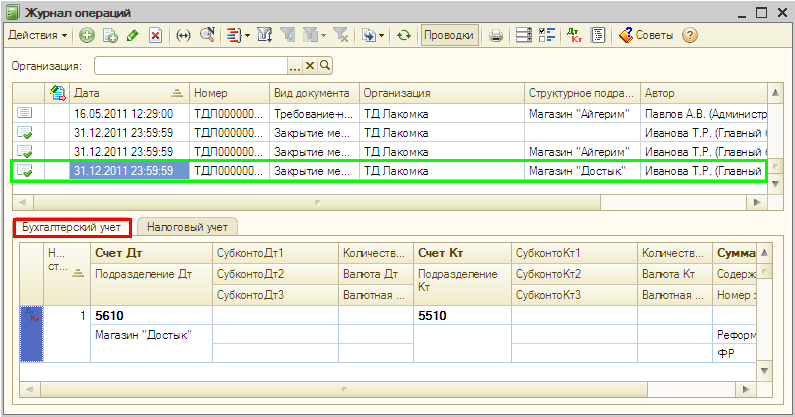 Журнал операций
Действия Проводки Дт Кт Советы
Организация: ... ×
Дата Номер Вид документа Организация Структурное подра... Автор
16.05.2011 12:29:00 ТДЛ000000... Требование-н... ТД Лакомка Магазин "Айгерим" Павлов А.В. (Админист
31.12.2011 23:59:59 ТДЛ000000... Закрытие ме... ТД Лакомка Иванова Т.Р. (Главный
31.12.2011 23:59:59 ТДЛ000000... Закрытие ме... ТД Лакомка Магазин "Айгерим" Иванова Т.Р. (Главный
31.12.2011 23:59:59 ТДЛ000000... Закрытие ме... ТД Лакомка Магазин "Достык" Иванова Т.Р. (Главный
Бухгалтерский учет Налоговый учет
Н... ст... Счет Дт СубконтоДт1 Количеств... Счет Кт СубконтоКт1 Количеств... Сумма
Подразделение Дт СубконтоДт2 Валюта Дт Подразделение Кт СубконтоКт2 Валюта Кт Содерж
СубконтоДт3 Валютная ... СубконтоКт3 Валютная ... Номер
Дт Кт 1 5610 5510
Магазин "Достык" Реформ
ФР